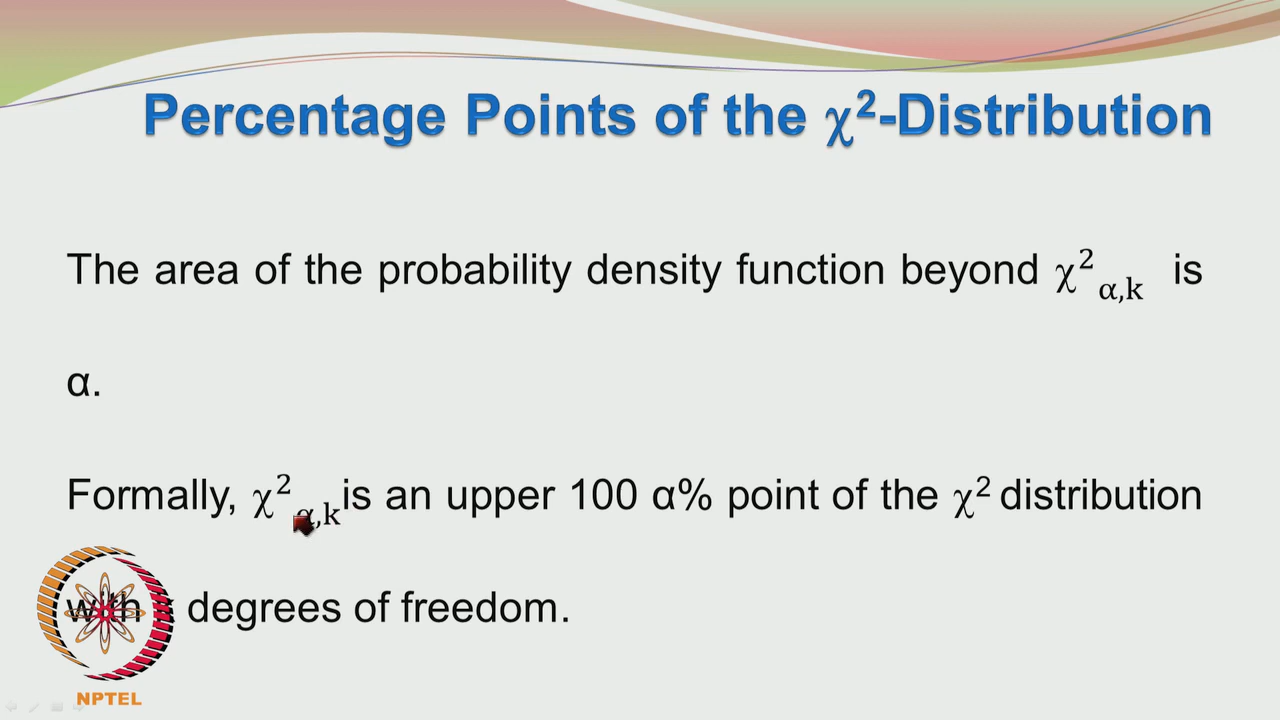 Percentage Points of the χ²-Distribution
The area of the probability density function beyond χ²α,k is
α.
Formally, χ²α,k is an upper 100 α% point of the χ² distribution
with degrees of freedom.
NPTEL